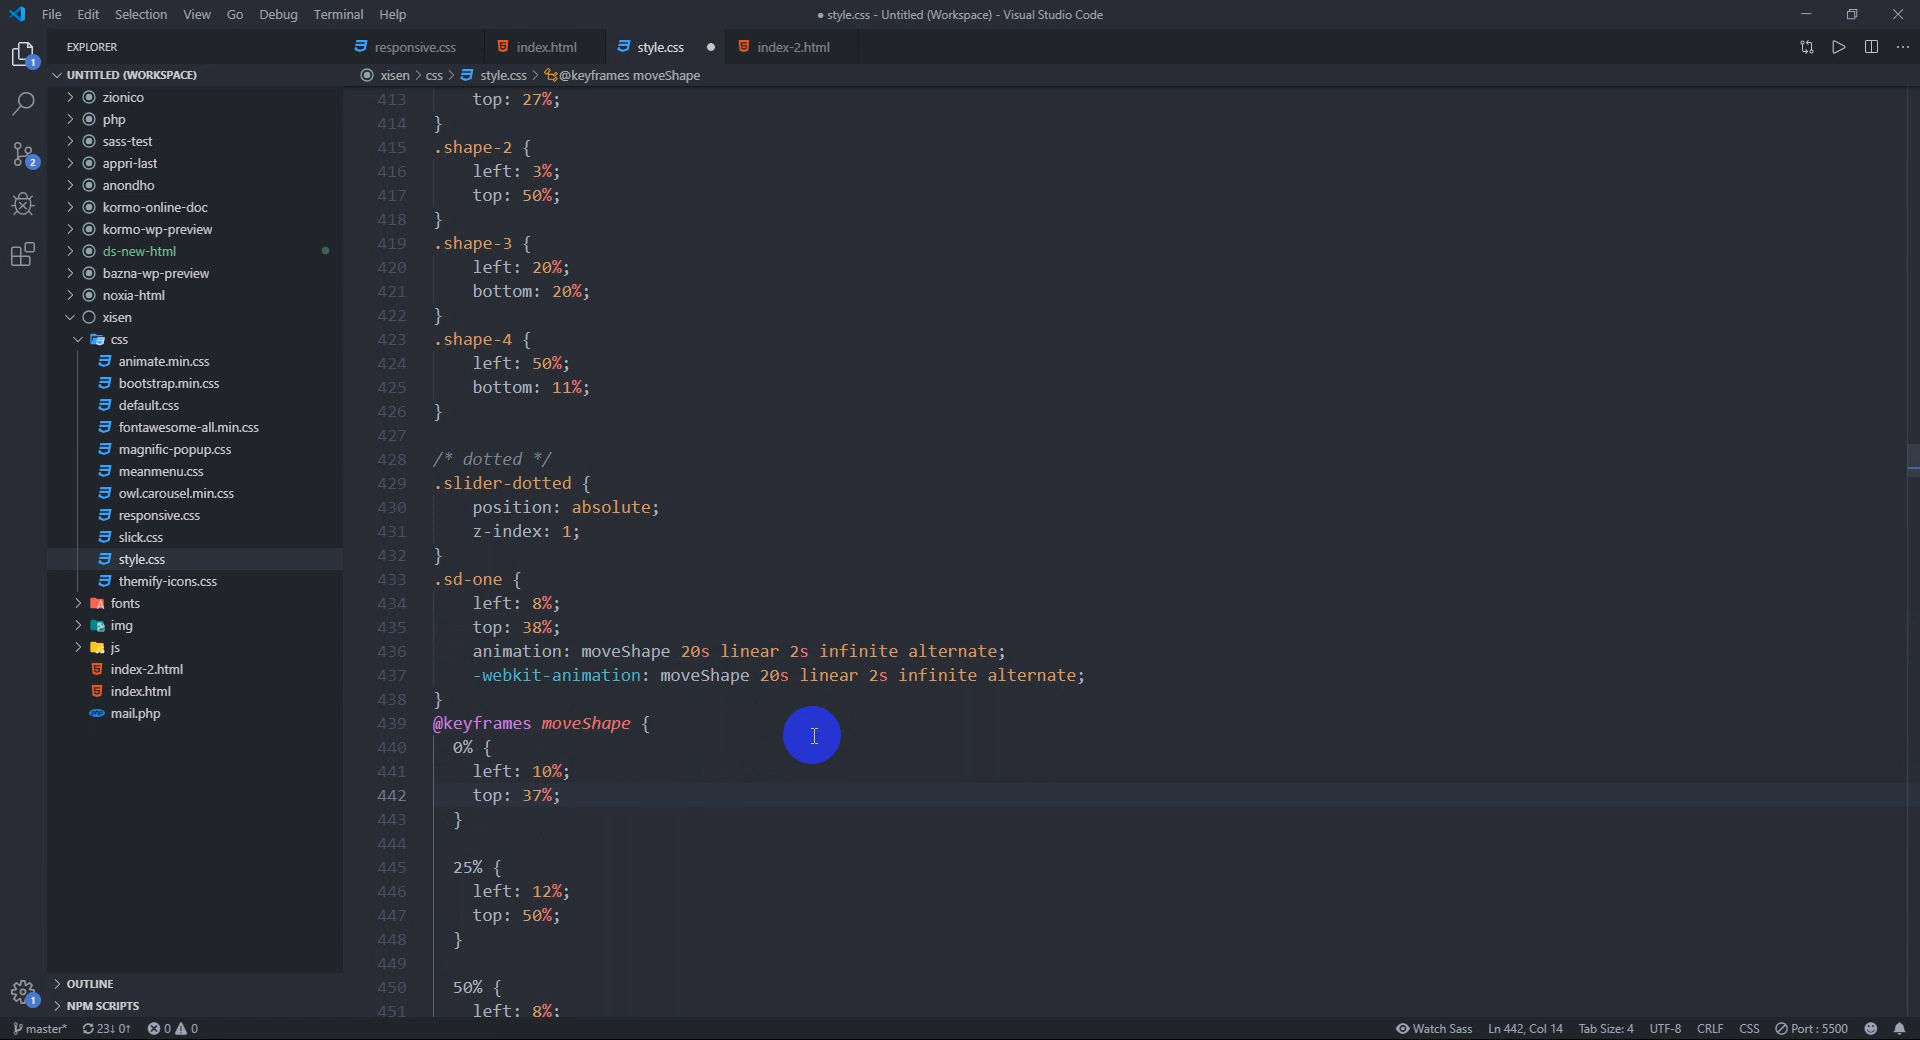 File Edit Selection View Go Debug Terminal Help
● style.css - Untitled (Workspace) - Visual Studio Code
EXPLORER
responsive.css
index.html
style.css
index-2.html
UNTITLED (WORKSPACE)
xisen > css > style.css > @keyframes moveShape
zionico
php
sass-test
appri-last
anondho
kormo-online-doc
kormo-wp-preview
ds-new-html
bazna-wp-preview
noxia-html
xisen
css
animate.min.css
bootstrap.min.css
default.css
fontawesome-all.min.css
magnific-popup.css
meanmenu.css
owl.carousel.min.css
responsive.css
slick.css
style.css
themify-icons.css
fonts
img
js
index-2.html
index.html
mail.php
OUTLINE
NPM SCRIPTS
1
2
1
413 top: 27%;
414 }
415 .shape-2 {
416 left: 3%;
417 top: 50%;
418 }
419 .shape-3 {
420 left: 20%;
421 bottom: 20%;
422 }
423 .shape-4 {
424 left: 50%;
425 bottom: 11%;
426 }
427
428 /* dotted */
429 .slider-dotted {
430 position: absolute;
431 z-index: 1;
432 }
433 .sd-one {
434 left: 8%;
435 top: 38%;
436 animation: moveShape 20s linear 2s infinite alternate;
437 -webkit-animation: moveShape 20s linear 2s infinite alternate;
438 }
439 @keyframes moveShape {
440 0% {
441 left: 10%;
442 top: 37%;
443 }
444
445 25% {
446 left: 12%;
447 top: 50%;
448 }
449
450 50% {
451 left: 8%;
master* 23↓ 0↑ 0 0
Watch Sass Ln 442, Col 14 Tab Size: 4 UTF-8 CRLF CSS Port : 5500